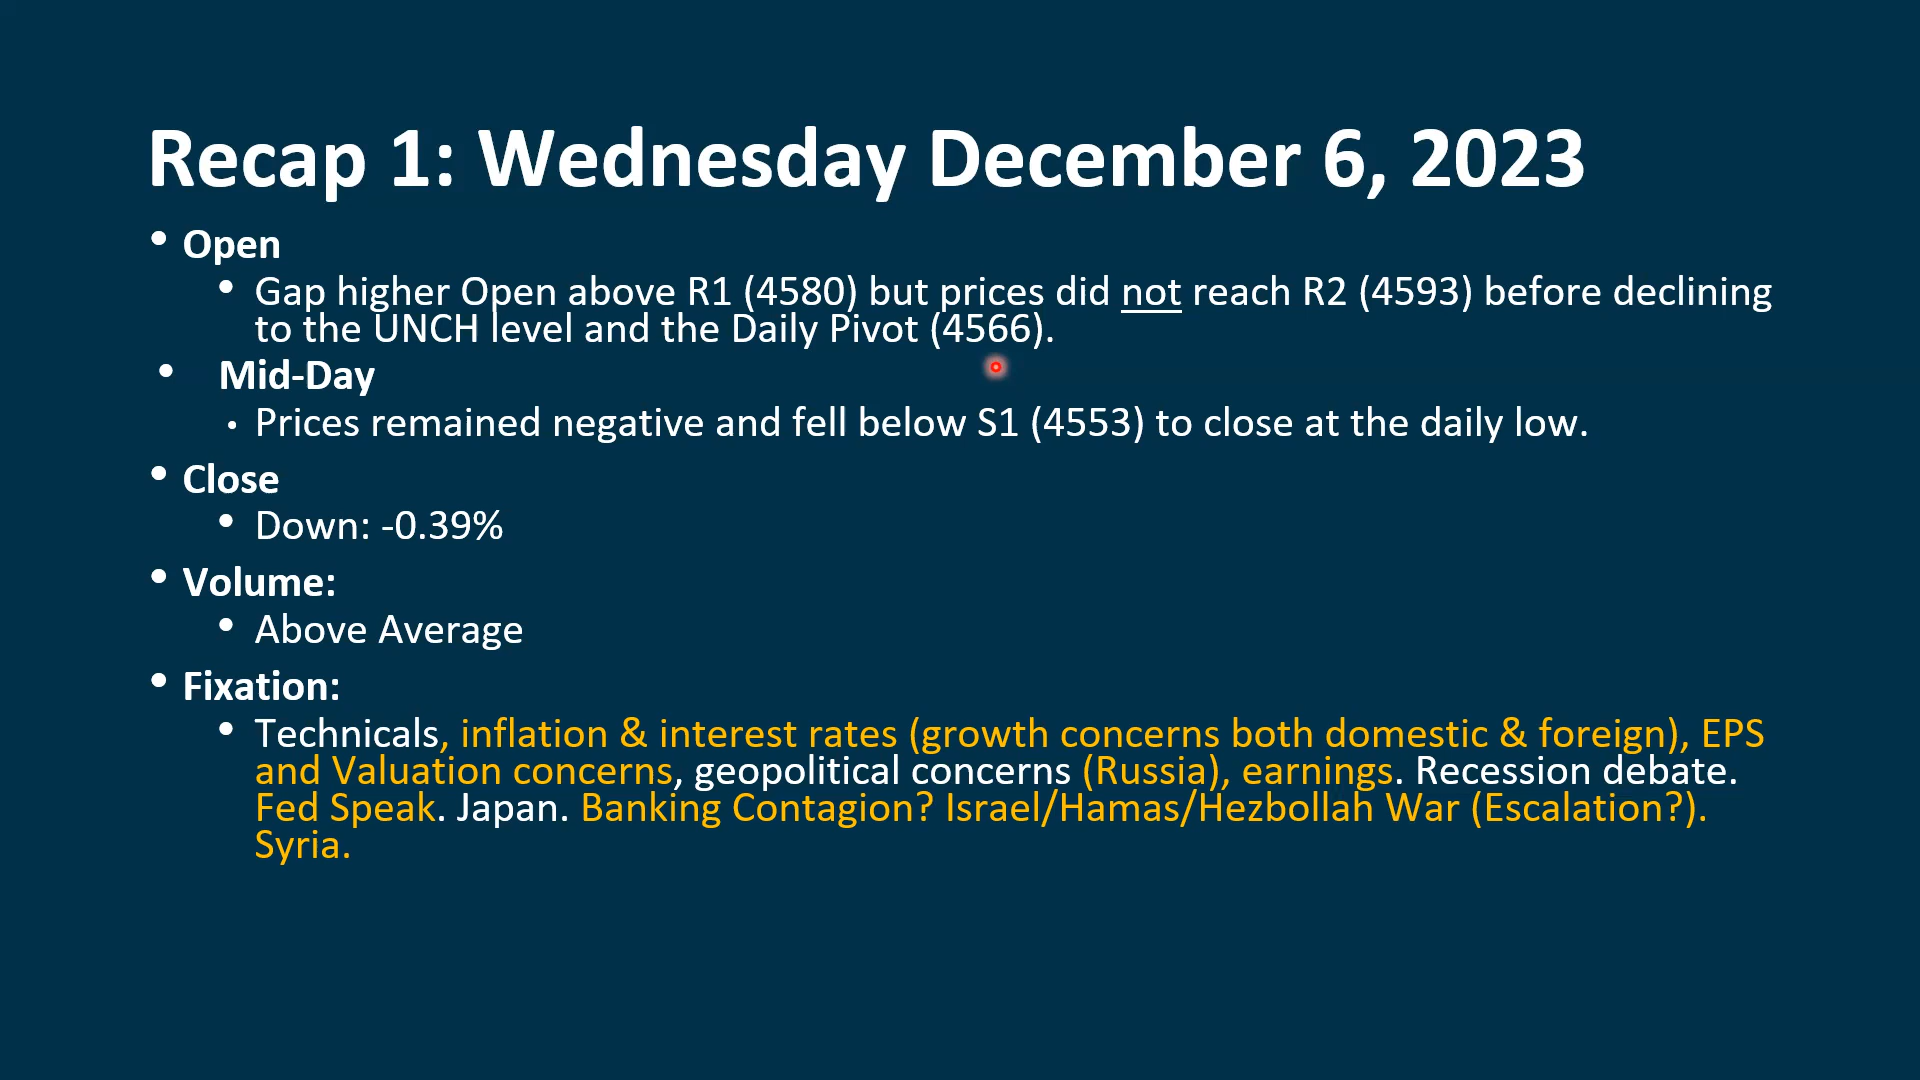 Recap 1: Wednesday December 6, 2023
• Open
• Gap higher Open above R1 (4580) but prices did not reach R2 (4593) before declining
to the UNCH level and the Daily Pivot (4566).
• Mid-Day
• Prices remained negative and fell below S1 (4553) to close at the daily low.
• Close
• Down: -0.39%
• Volume:
• Above Average
• Fixation:
• Technicals, inflation & interest rates (growth concerns both domestic & foreign), EPS
and Valuation concerns, geopolitical concerns (Russia), earnings. Recession debate.
Fed Speak. Japan. Banking Contagion? Israel/Hamas/Hezbollah War (Escalation?).
Syria.